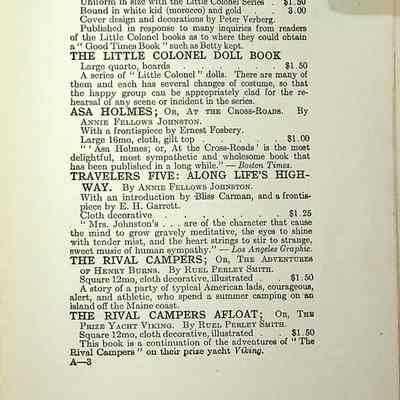 Uniform in size with the Little Colonel Series . $1.50
Bound in white kid (morocco) and gold . 3.00
Cover design and decorations by Peter Verberg.
Published in response to many inquiries from readers
of the Little Colonel books as to where they could obtain
a "Good Times Book" such as Betty kept.
THE LITTLE COLONEL DOLL BOOK
Large quarto, boards . . . . $1.50
A series of "Little Colonel" dolls. There are many of
them and each has several changes of costume, so that
the happy group can be appropriately clad for the re-
hearsal of any scene or incident in the series.
ASA HOLMES; OR, AT THE CROSS-ROADS. By
ANNIE FELLOWS JOHNSTON.
With a frontispiece by Ernest Fosbery.
Large 16mo, cloth, gilt top . . . $1.00
"'Asa Holmes; or, At the Cross-Roads' is the most
delightful, most sympathetic and wholesome book that
has been published in a long while." — Boston Times.
TRAVELERS FIVE: ALONG LIFE'S HIGH-
WAY. By ANNIE FELLOWS JOHNSTON.
With an introduction by Bliss Carman, and a frontis-
piece by E. H. Garrett.
Cloth decorative . . . . . $1.25
"Mrs. Johnston's . . . are of the character that cause
the mind to grow gravely meditative, the eyes to shine
with tender mist, and the heart strings to stir to strange,
sweet music of human sympathy." — Los Angeles Graphic.
THE RIVAL CAMPERS; OR, THE ADVENTURES
OF HENRY BURNS. By RUEL PERLEY SMITH.
Square 12mo, cloth decorative, illustrated . $1.50
A story of a party of typical American lads, courageous,
alert, and athletic, who spend a summer camping on an
island off the Maine coast.
THE RIVAL CAMPERS AFLOAT; OR, THE
PRIZE YACHT VIKING. By RUEL PERLEY SMITH.
Square 12mo, cloth decorative, illustrated . $1.50
This book is a continuation of the adventures of "The
Rival Campers" on their prize yacht Viking.
A—3